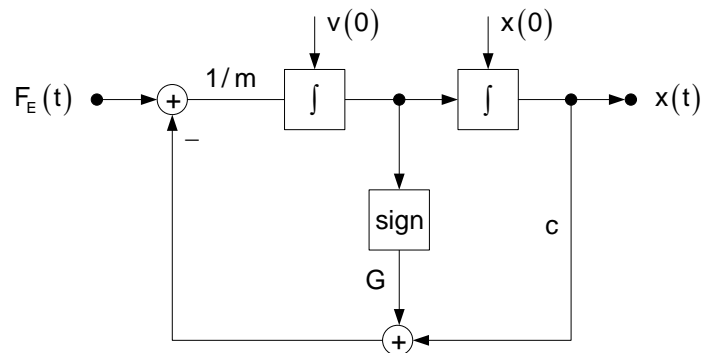 v(0)
x(0)
F_E(t)
+
1/m
∫
∫
x(t)
−
sign
c
G
+